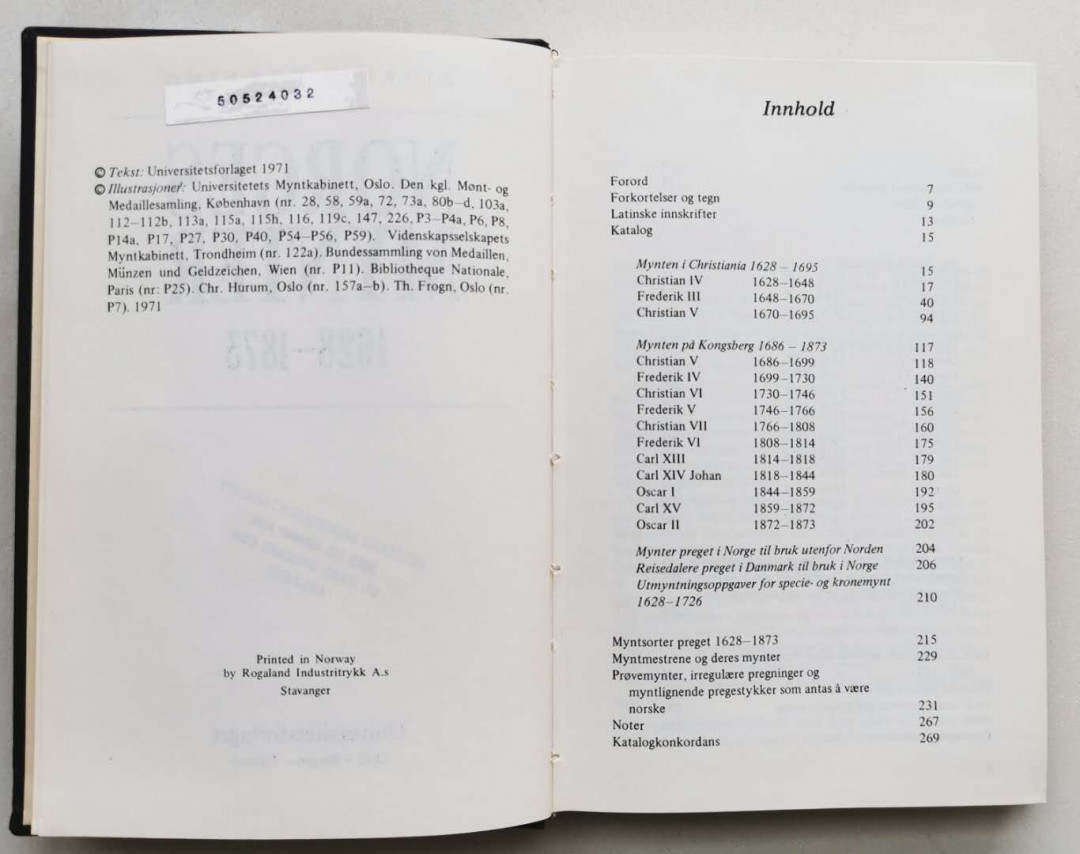 50524032
© Tekst: Universitetsforlaget 1971
© Illustrasjoner: Universitetets Myntkabinett, Oslo. Den kgl. Mønt- og
Medaillesamling, København (nr. 28, 58, 59a, 72, 73a, 80b–d, 103a,
112–112b, 113a, 115a, 115h, 116, 119c, 147, 226, P3–P4a, P6, P8,
P14a, P17, P27, P30, P40, P54–P56, P59). Videnskapsselskapets
Myntkabinett, Trondheim (nr. 122a). Bundessammlung von Medaillen,
Münzen und Geldzeichen, Wien (nr. P11). Bibliotheque Nationale,
Paris (nr: P25). Chr. Hurum, Oslo (nr. 157a–b). Th. Frogn, Oslo (nr.
P7). 1971
Printed in Norway
by Rogaland Industritrykk A.s
Stavanger
Innhold
Forord 7
Forkortelser og tegn 9
Latinske innskrifter 13
Katalog 15
Mynten i Christiania 1628 – 1695 15
Christian IV 1628–1648 17
Frederik III 1648–1670 40
Christian V 1670–1695 94
Mynten på Kongsberg 1686 – 1873 117
Christian V 1686–1699 118
Frederik IV 1699–1730 140
Christian VI 1730–1746 151
Frederik V 1746–1766 156
Christian VII 1766–1808 160
Frederik VI 1808–1814 175
Carl XIII 1814–1818 179
Carl XIV Johan 1818–1844 180
Oscar I 1844–1859 192
Carl XV 1859–1872 195
Oscar II 1872–1873 202
Mynter preget i Norge til bruk utenfor Norden 204
Reisedalere preget i Danmark til bruk i Norge 206
Utmyntningsoppgaver for specie- og kronemynt
1628–1726 210
Myntsorter preget 1628–1873 215
Myntmestrene og deres mynter 229
Prøvemynter, irregulære pregninger og
myntlignende pregestykker som antas å være
norske 231
Noter 267
Katalogkonkordans 269